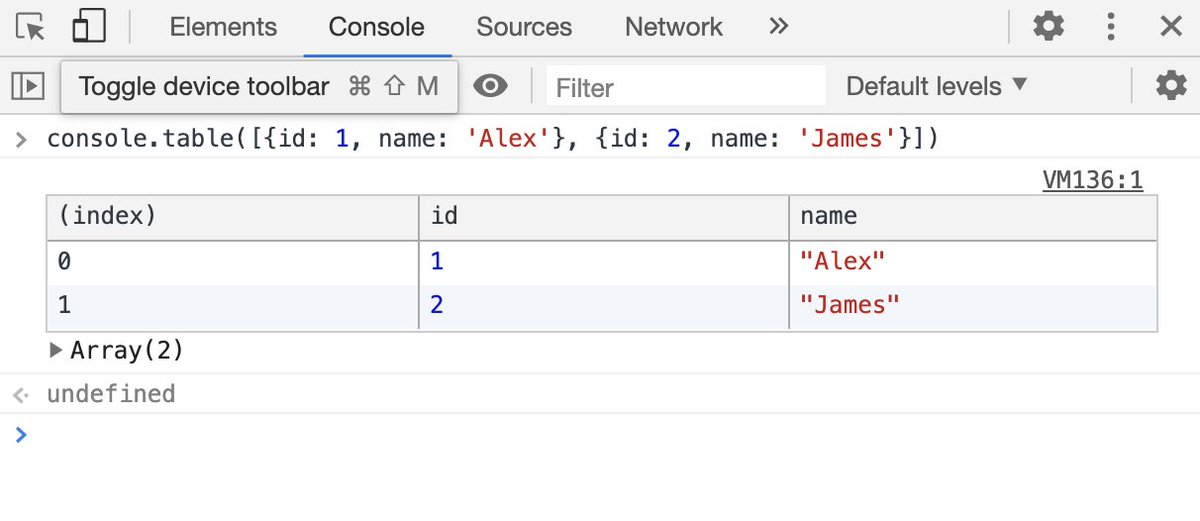 Elements Console Sources Network
Toggle device toolbar ⌘ ⇧ M Filter Default levels ▼
> console.table([{id: 1, name: 'Alex'}, {id: 2, name: 'James'}])
VM136:1
(index) id name
0 1 "Alex"
1 2 "James"
▶ Array(2)
undefined